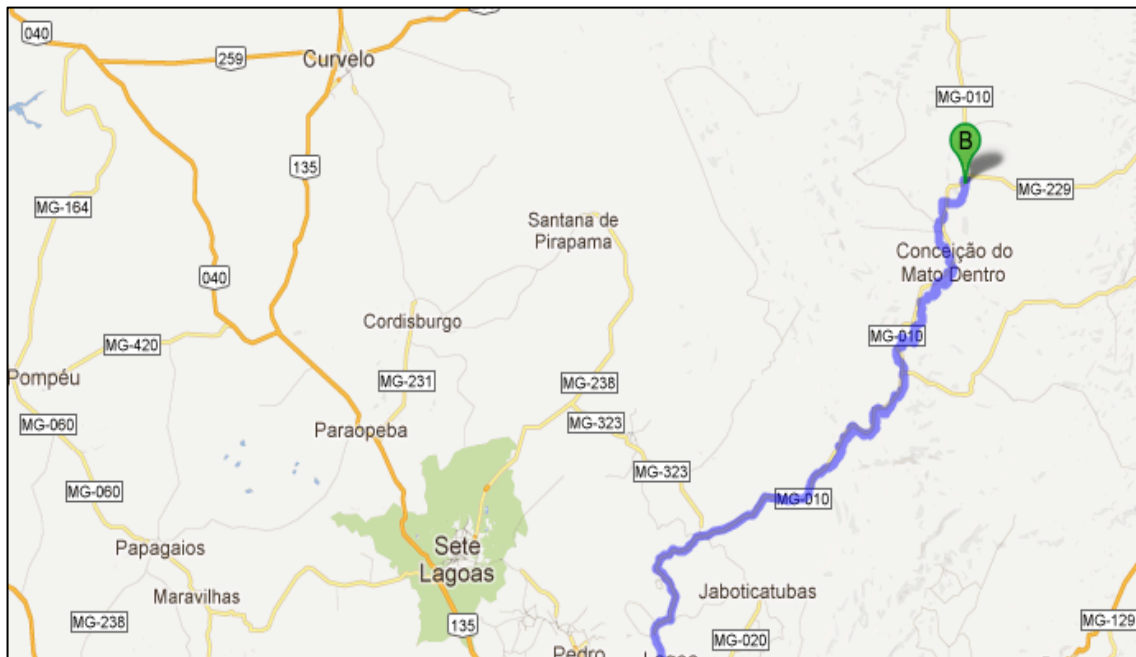 040
259
Curvelo
MG-010
B
135
MG-229
MG-164
Santana de
Pirapama
Conceição do
Mato Dentro
040
Cordisburgo
MG-010
MG-420
Pompéu
MG-231
MG-238
MG-060
Paraopeba
MG-323
MG-323
MG-060
MG-010
Papagaios
Sete
Lagoas
Maravilhas
Jaboticatubas
MG-238
135
MG-020
MG-129
Pedro
Lagoa